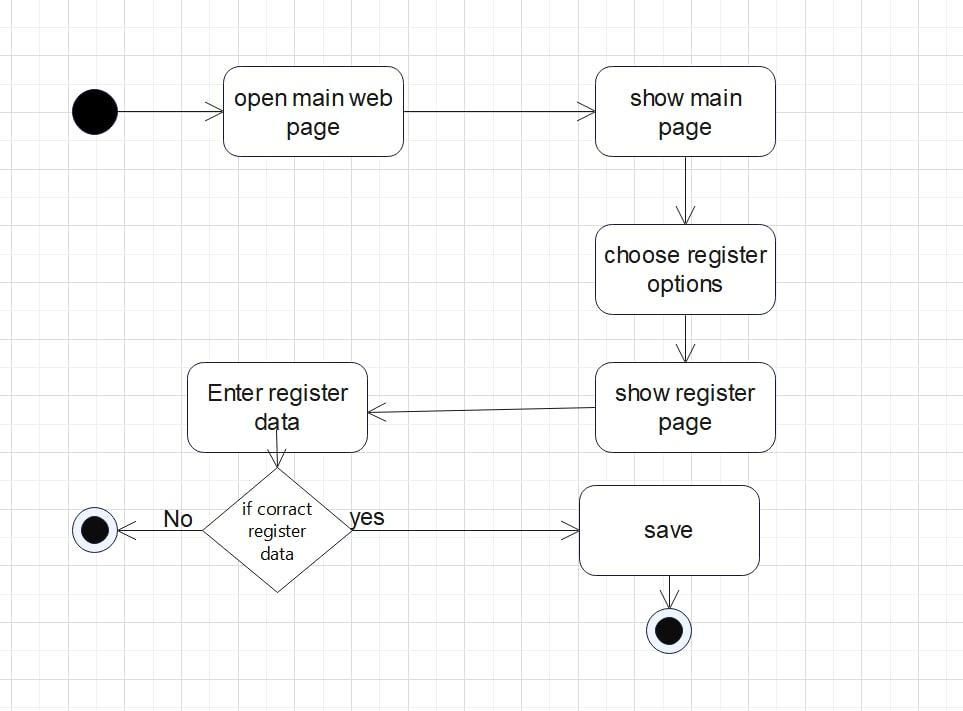 open main web
page
show main
page
choose register
options
show register
page
Enter register
data
if corract
register
data
No
yes
save